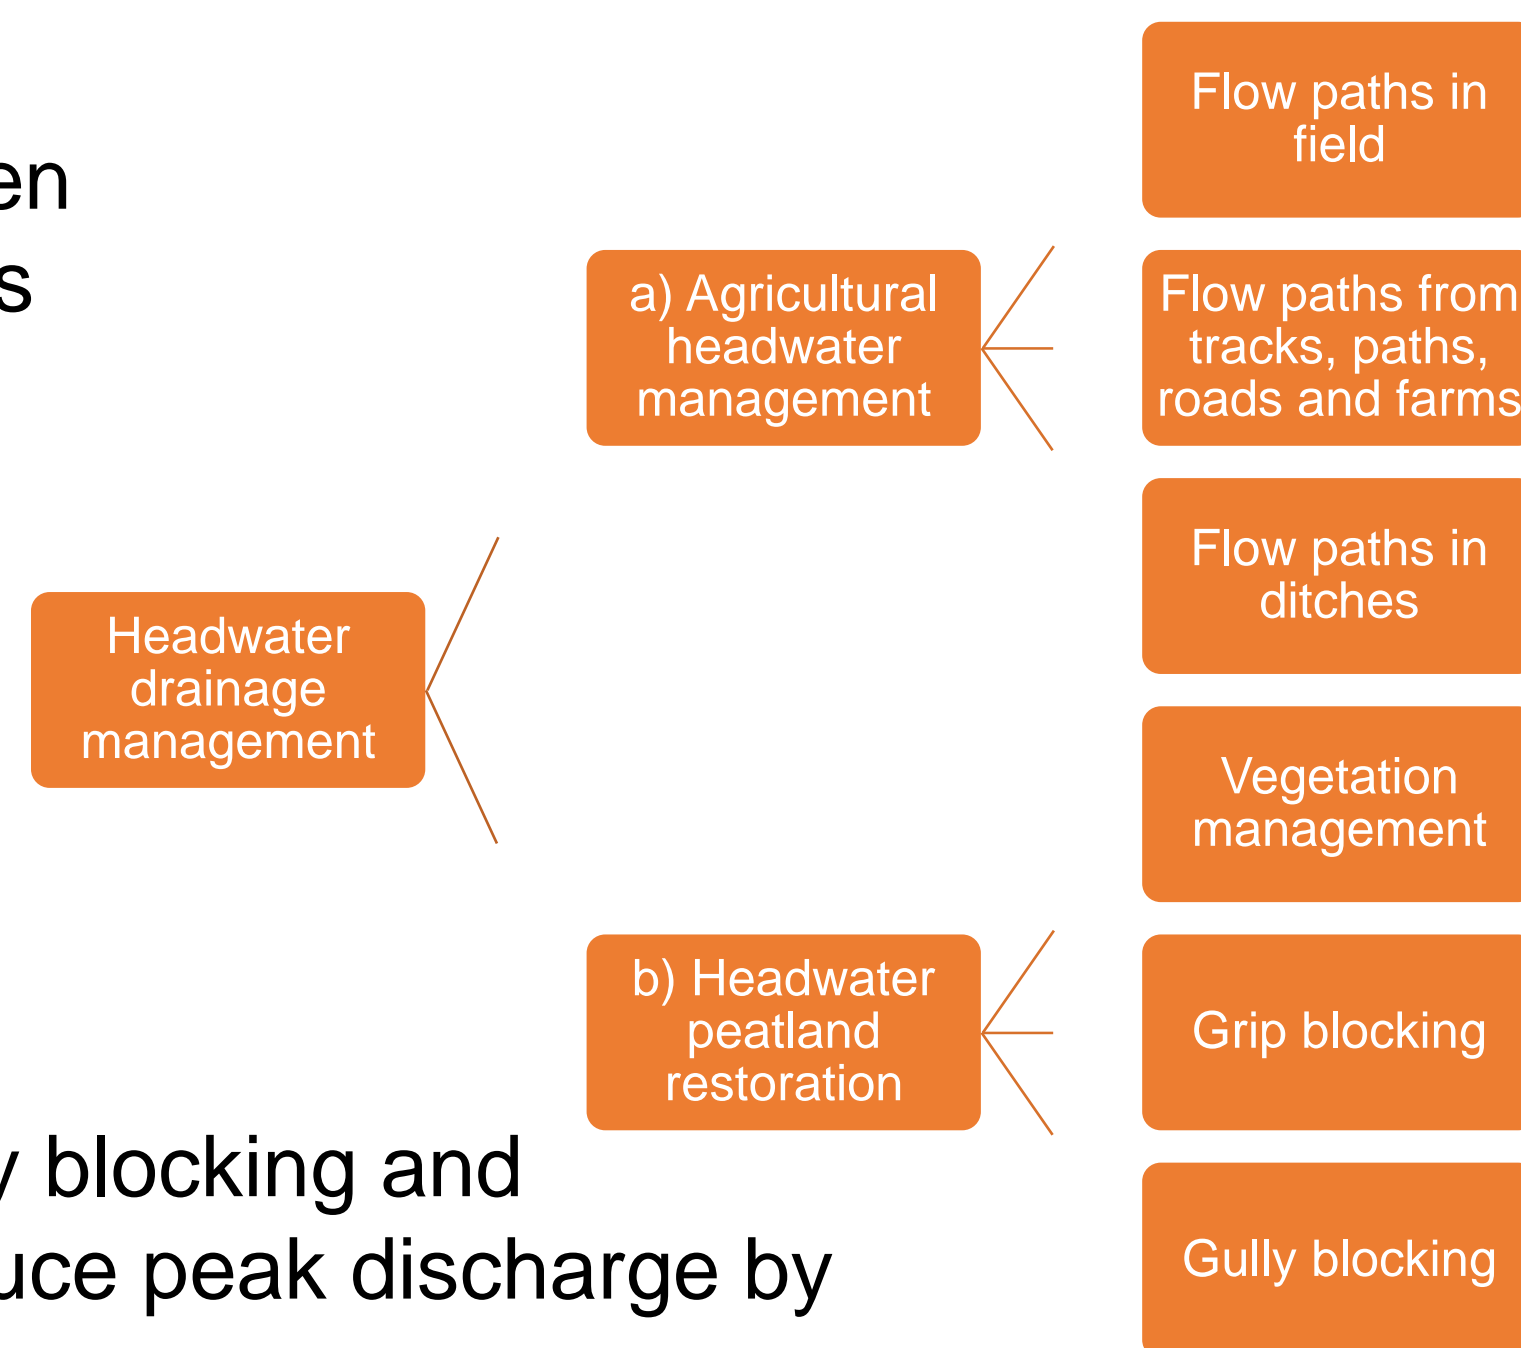 en
s
Headwater
drainage
management
a) Agricultural
headwater
management
Flow paths in
field
Flow paths from
tracks, paths,
roads and farms
Flow paths in
ditches
b) Headwater
peatland
restoration
Vegetation
management
Grip blocking
Gully blocking
y blocking and
uce peak discharge by